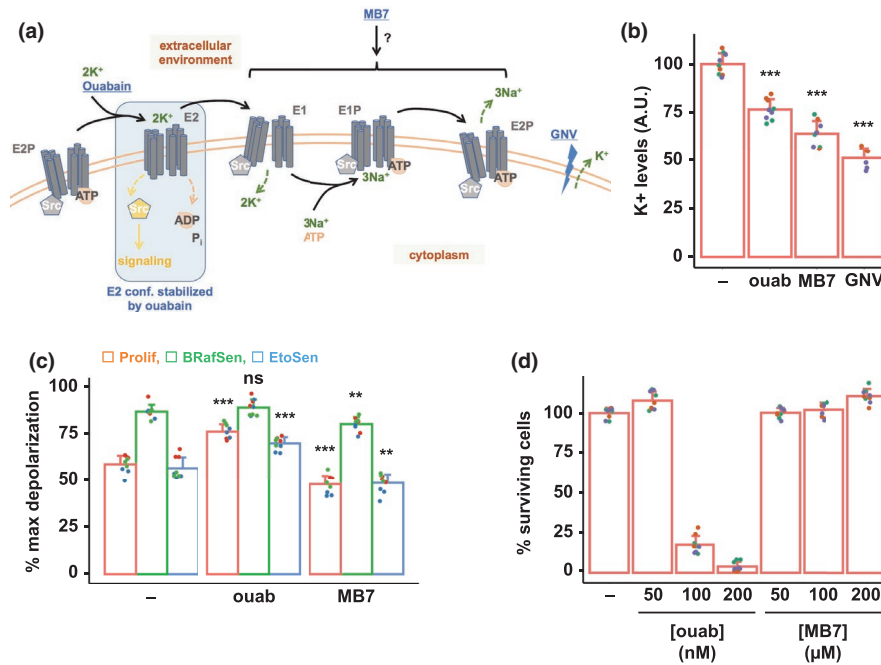 (a)
MB7
?
extracellular
environment
2K⁺
Ouabain
2K⁺
E2
E1
E1P
3Na⁺
E2P
E2P
GNV
K⁺
Src
ATP
Src
2K⁺
Src
3Na⁺
ATP
Src
ATP
Src
ADP
Pᵢ
signaling
3Na⁺
ATP
cytoplasm
E2 conf. stabilized
by ouabain
(b)
K+ levels (A.U.)
100
75
50
0
***
***
***
–
ouab
MB7
GNV
(c)
Prolif, BRafSen, EtoSen
% max depolarization
100
75
50
0
***
ns
***
***
**
**
–
ouab
MB7
(d)
% surviving cells
100
75
50
25
0
– 50 100 200 50 100 200
[ouab]
(nM)
[MB7]
(µM)